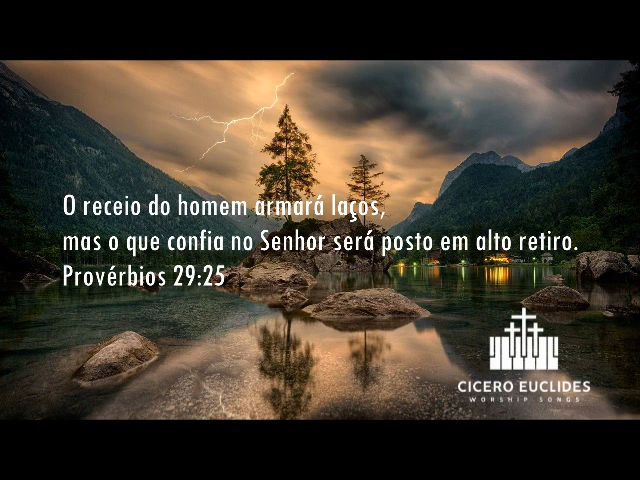 O receio do homem armará laços,
mas o que confia no Senhor será posto em alto retiro.
Provérbios 29:25
CICERO EUCLIDES
WORSHIP SONGS